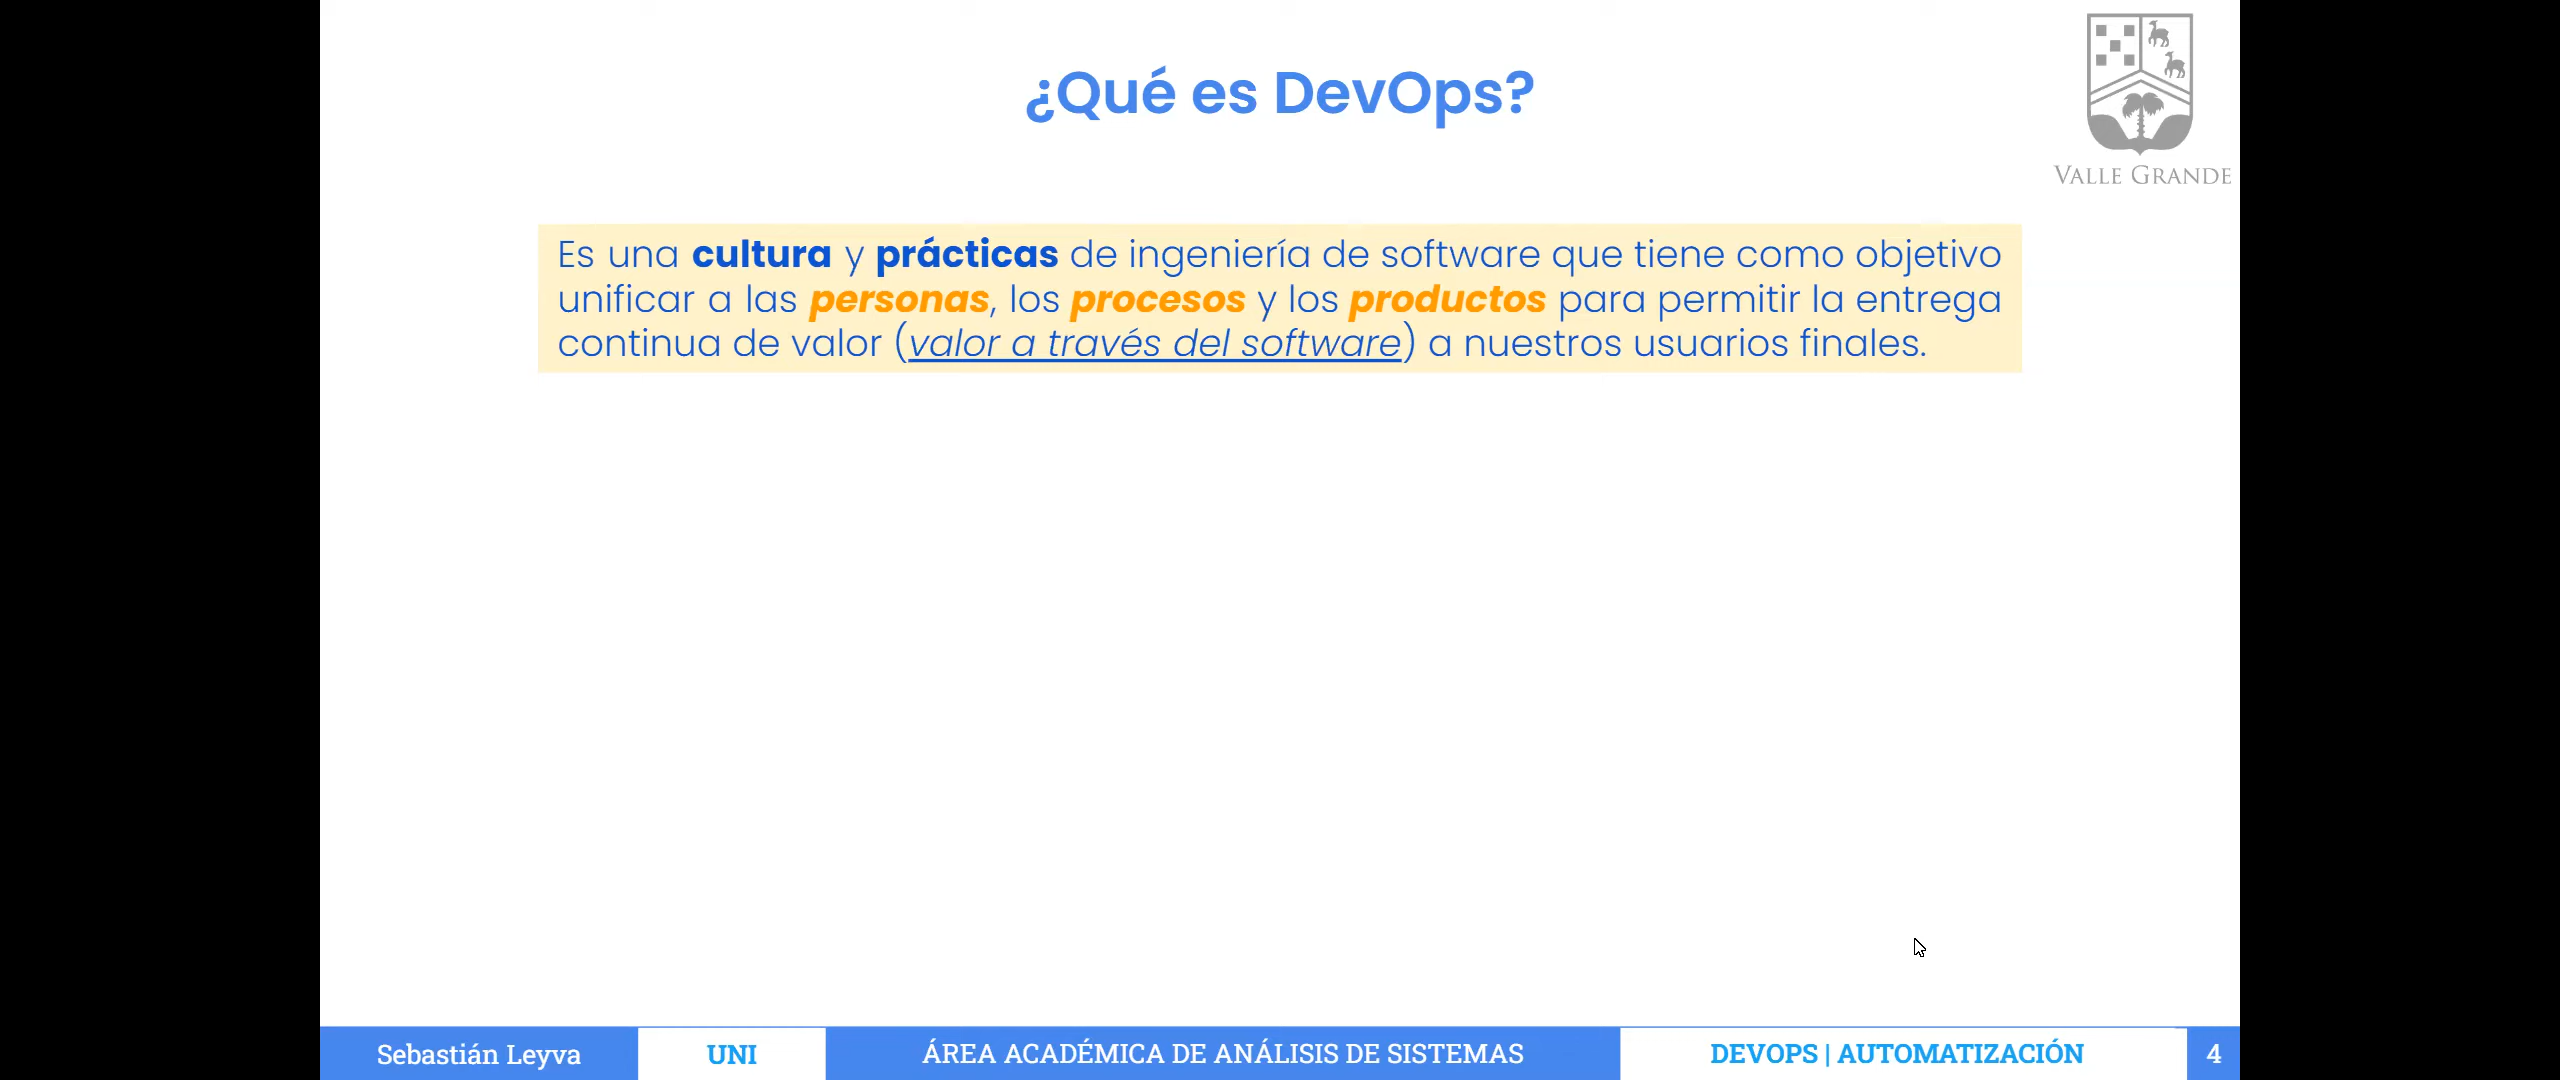 ¿Qué es DevOps?
VALLE GRANDE
Es una cultura y prácticas de ingeniería de software que tiene como objetivo
unificar a las personas, los procesos y los productos para permitir la entrega
continua de valor (valor a través del software) a nuestros usuarios finales.
Sebastián Leyva
UNI
ÁREA ACADÉMICA DE ANÁLISIS DE SISTEMAS
DEVOPS | AUTOMATIZACIÓN
4